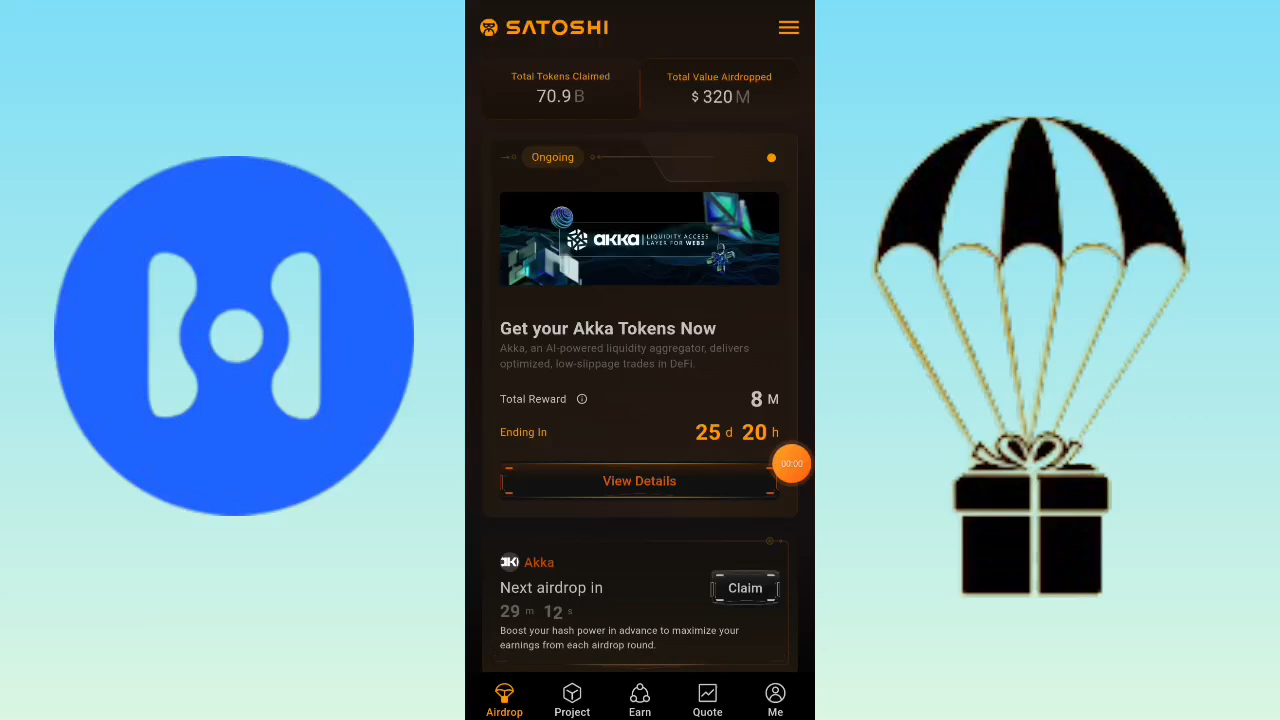 SATOSHI
Total Tokens Claimed
70.9 B
Total Value Airdropped
$ 320 M
Ongoing
akka LIQUIDITY ACCESS
LAYER FOR WEB3
Get your Akka Tokens Now
Akka, an AI-powered liquidity aggregator, delivers
optimized, low-slippage trades in DeFi.
Total Reward
8 M
Ending In
25 d 20 h
00:00
View Details
Akka
Next airdrop in
Claim
29 m 12 s
Boost your hash power in advance to maximize your
earnings from each airdrop round.
Airdrop
Project
Earn
Quote
Me